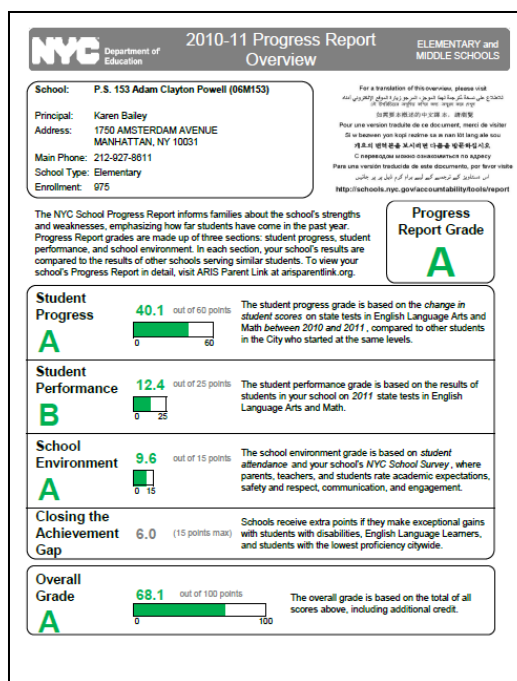 NYC Department of Education
2010-11 Progress Report Overview
ELEMENTARY and MIDDLE SCHOOLS
School: P.S. 153 Adam Clayton Powell (06M153)
Principal: Karen Bailey
Address: 1750 AMSTERDAM AVENUE
MANHATTAN, NY 10031
Main Phone: 212-927-8611
School Type: Elementary
Enrollment: 975
For a translation of this overview, please visit
Pour une version traduite de ce document, merci de visiter
Si w bezwen yon kopi rezime sa a nan lòt lang ale sou
С переводом можно ознакомиться по адресу
Para una versión traducida de este documento, por favor visite
http://schools.nyc.gov/accountability/tools/report
The NYC School Progress Report informs families about the school's strengths
and weaknesses, emphasizing how far students have come in the past year.
Progress Report grades are made up of three sections: student progress, student
performance, and school environment. In each section, your school's results are
compared to the results of other schools serving similar students. To view your
school's Progress Report in detail, visit ARIS Parent Link at arisparentlink.org.
Progress
Report Grade
A
Student
Progress
A
40.1 out of 60 points
0 60
The student progress grade is based on the change in
student scores on state tests in English Language Arts and
Math between 2010 and 2011, compared to other students
in the City who started at the same levels.
Student
Performance
B
12.4 out of 25 points
0 25
The student performance grade is based on the results of
students in your school on 2011 state tests in English
Language Arts and Math.
School
Environment
A
9.6 out of 15 points
0 15
The school environment grade is based on student
attendance and your school's NYC School Survey, where
parents, teachers, and students rate academic expectations,
safety and respect, communication, and engagement.
Closing the
Achievement
Gap
6.0 (15 points max)
Schools receive extra points if they make exceptional gains
with students with disabilities, English Language Learners,
and students with the lowest proficiency citywide.
Overall
Grade
A
68.1 out of 100 points
0 100
The overall grade is based on the total of all
scores above, including additional credit.